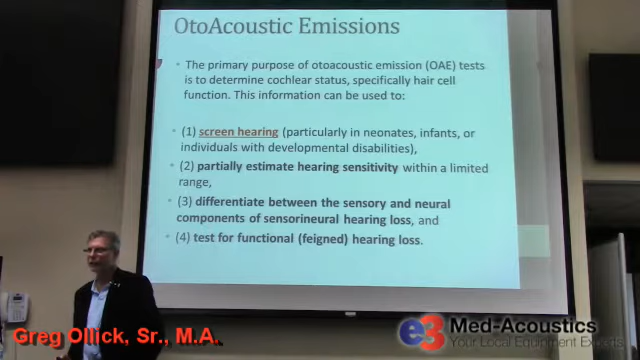 OtoAcoustic Emissions
• The primary purpose of otoacoustic emission (OAE) tests
is to determine cochlear status, specifically hair cell
function. This information can be used to:
• (1) screen hearing (particularly in neonates, infants, or
individuals with developmental disabilities),
• (2) partially estimate hearing sensitivity within a limited
range,
• (3) differentiate between the sensory and neural
components of sensorineural hearing loss, and
• (4) test for functional (feigned) hearing loss.
Greg Ollick, Sr., M.A.
e3 Med-Acoustics
Your Local Equipment Experts